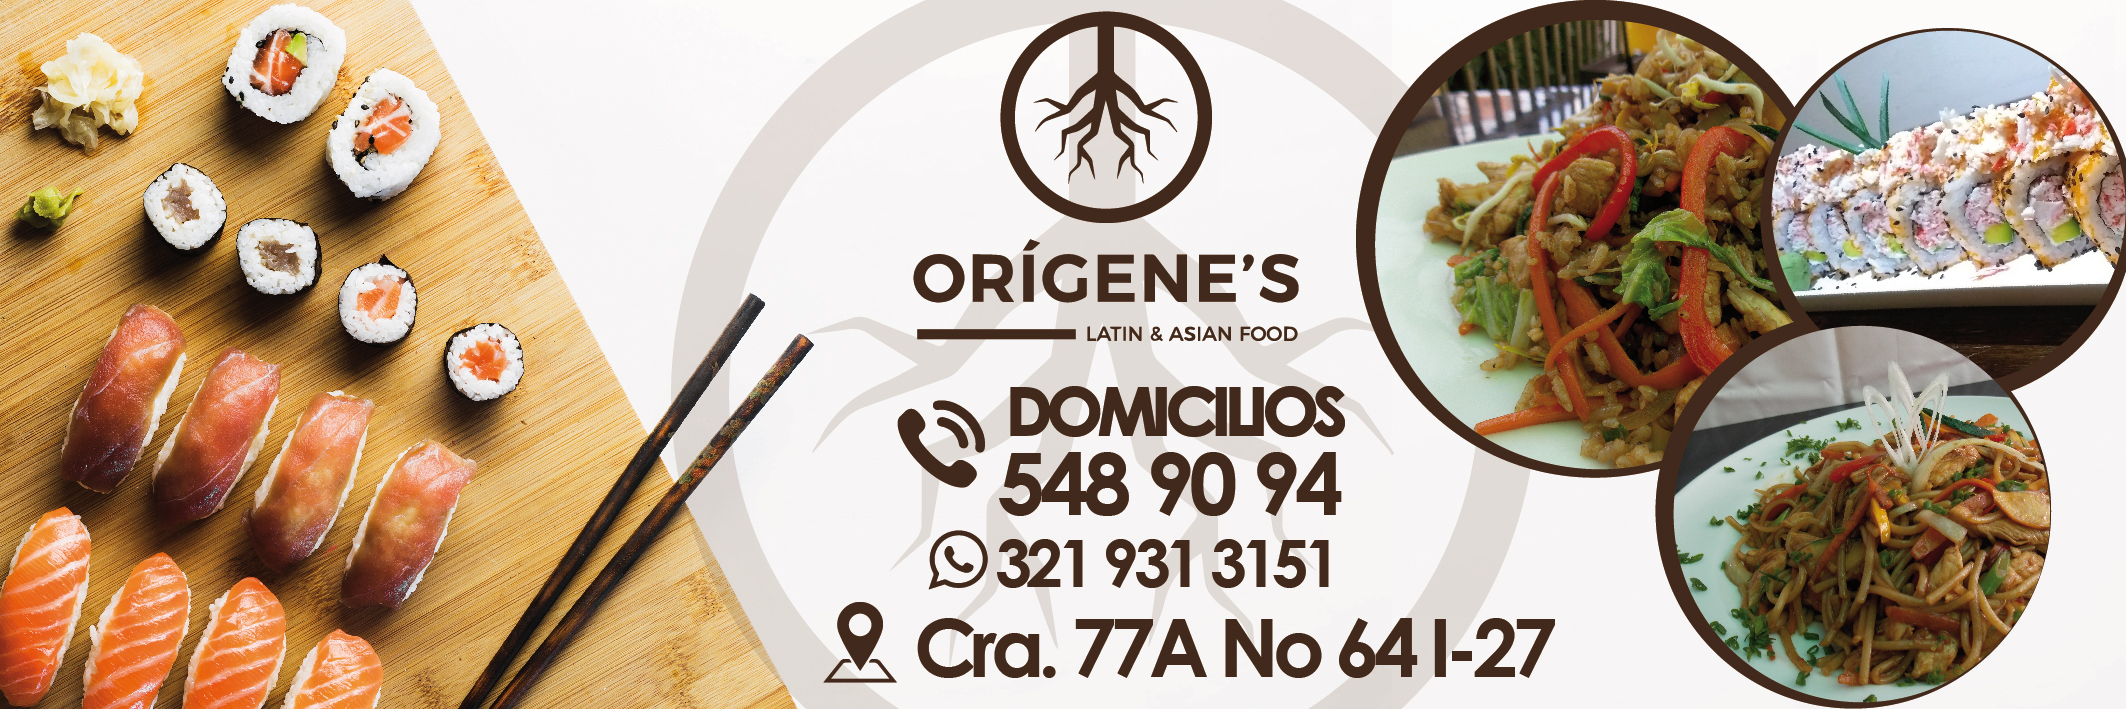 ORÍGENE'S
LATIN & ASIAN FOOD
DOMICILIOS
548 90 94
321 931 3151
Cra. 77A No 64 I-27